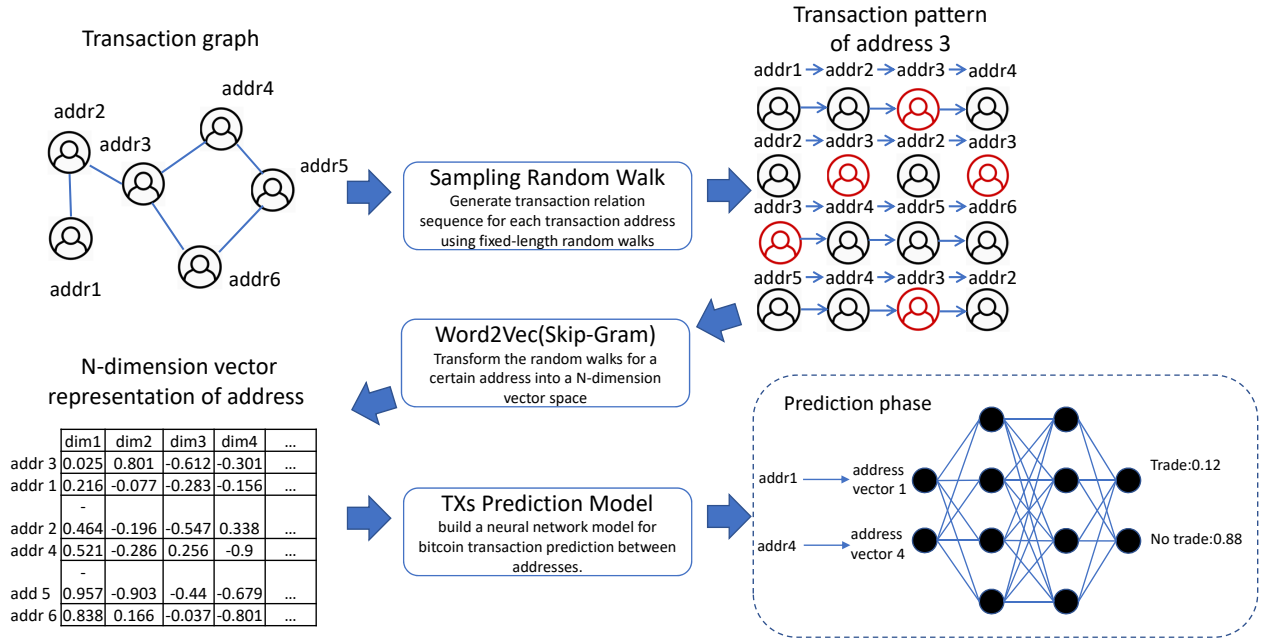 Transaction graph
addr4
addr2
addr3
addr5
addr6
addr1
Sampling Random Walk
Generate transaction relation
sequence for each transaction address
using fixed-length random walks
Transaction pattern
of address 3
addr1 addr2 addr3 addr4
addr2 addr3 addr2 addr3
addr3 addr4 addr5 addr6
addr5 addr4 addr3 addr2
Word2Vec(Skip-Gram)
Transform the random walks for a
certain address into a N-dimension
vector space
N-dimension vector
representation of address
dim1 dim2 dim3 dim4 ...
addr 3 0.025 0.801 -0.612 -0.301 ...
addr 1 0.216 -0.077 -0.283 -0.156 ...
-
addr 2 0.464 -0.196 -0.547 0.338 ...
addr 4 0.521 -0.286 0.256 -0.9 ...
-
add 5 0.957 -0.903 -0.44 -0.679 ...
addr 6 0.838 0.166 -0.037 -0.801 ...
TXs Prediction Model
build a neural network model for
bitcoin transaction prediction between
addresses.
Prediction phase
addr1
address
vector 1
addr4
address
vector 4
Trade:0.12
No trade:0.88